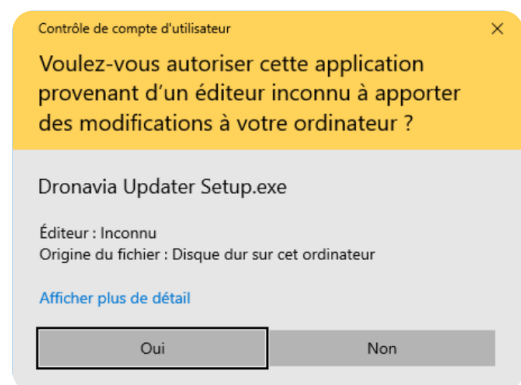 Contrôle de compte d'utilisateur
Voulez-vous autoriser cette application
provenant d’un éditeur inconnu à apporter
des modifications à votre ordinateur ?
Dronavia Updater Setup.exe
Éditeur : Inconnu
Origine du fichier : Disque dur sur cet ordinateur
Afficher plus de détail
Oui Non